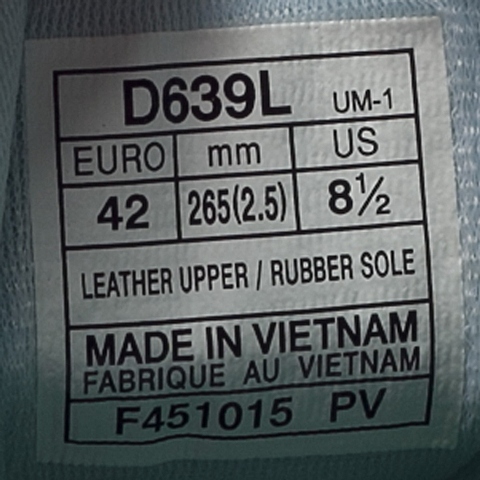 D639L UM-1
EURO mm US
42 265(2.5) 8½
LEATHER UPPER / RUBBER SOLE
MADE IN VIETNAM
FABRIQUE AU VIETNAM
F451015 PV